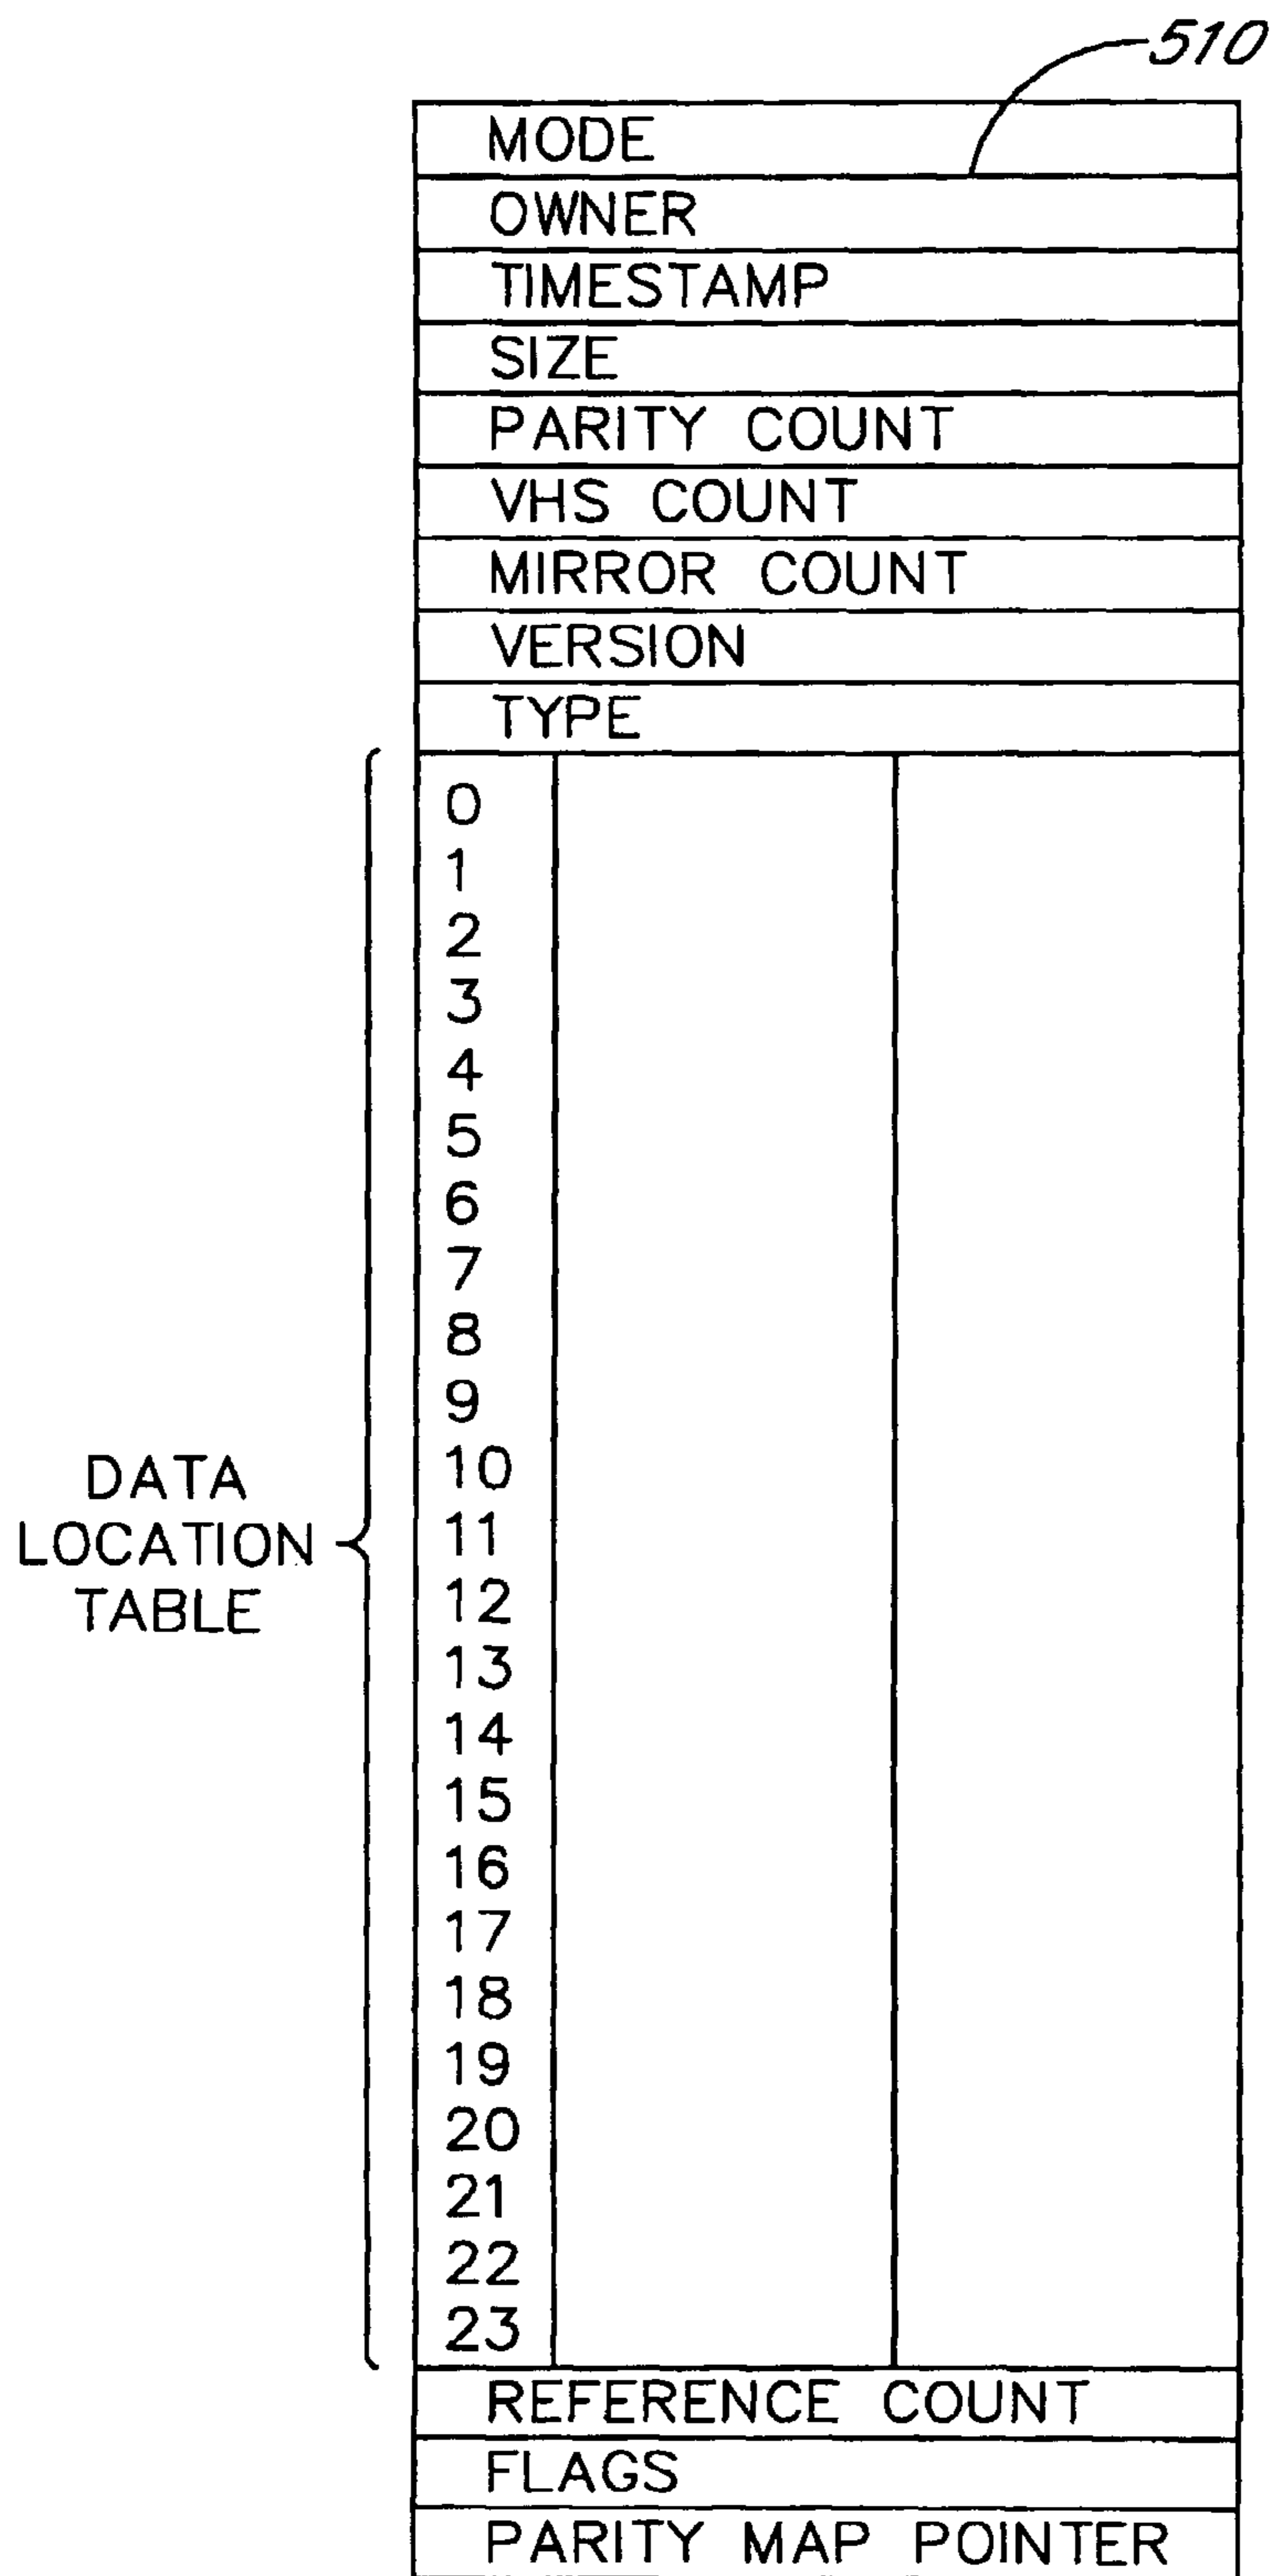 510
MODE
OWNER
TIMESTAMP
SIZE
PARITY COUNT
VHS COUNT
MIRROR COUNT
VERSION
TYPE
0
1
2
3
4
5
6
7
8
9
10
11
12
13
14
15
16
17
18
19
20
21
22
23
DATA
LOCATION
TABLE
REFERENCE COUNT
FLAGS
PARITY MAP POINTER